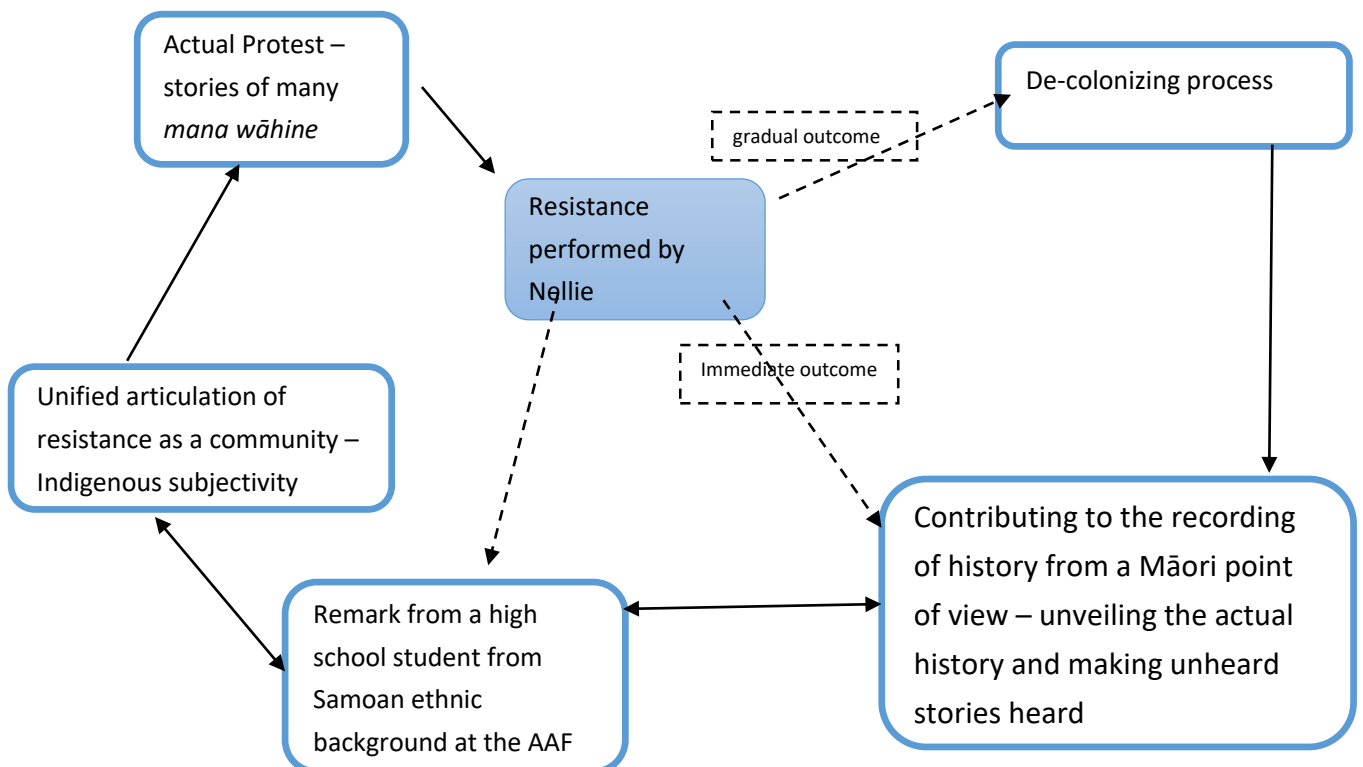 Actual Protest –
stories of many
mana wāhine
gradual outcome
De-colonizing process
Resistance
performed by
Nellie
Immediate outcome
Unified articulation of
resistance as a community –
Indigenous subjectivity
Remark from a high
school student from
Samoan ethnic
background at the AAF
Contributing to the recording
of history from a Māori point
of view – unveiling the actual
history and making unheard
stories heard